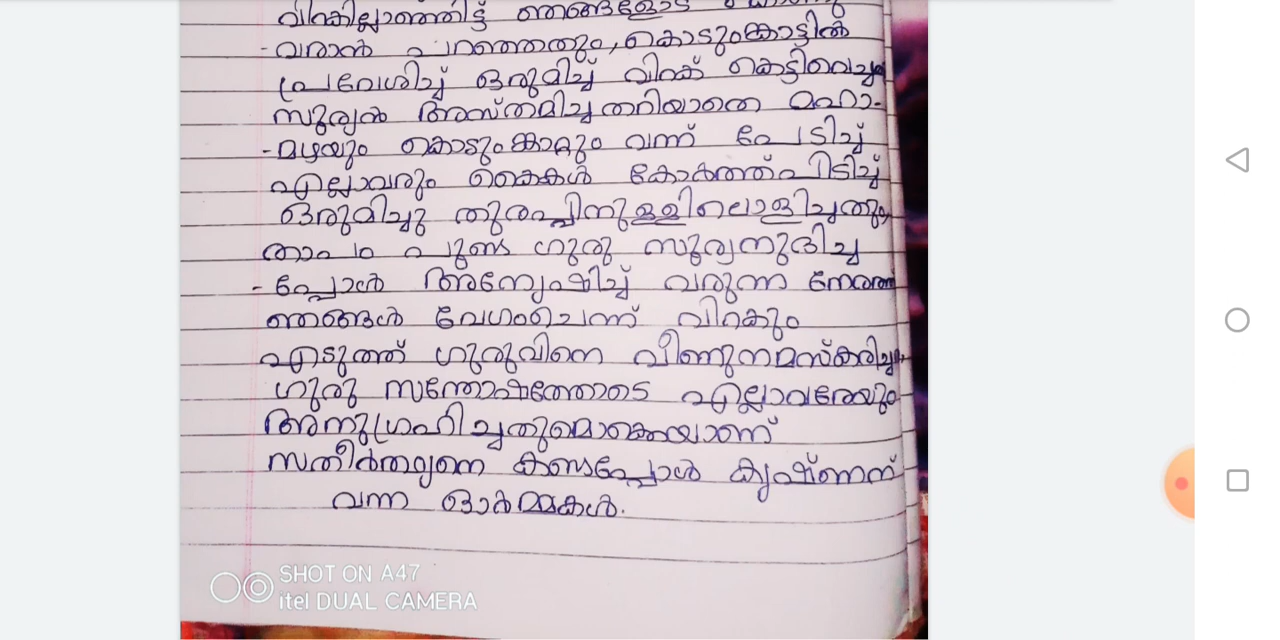 വിറകില്ലാഞ്ഞിട്ട് ഞങ്ങളോട്
- വരാൻ പറഞ്ഞതും, കൊടുംങ്കാട്ടിൽ
പ്രവേശിച്ച് ഒരുമിച്ച് വിറക് കെട്ടിവെച്ചു
സൂര്യൻ അസ്തമിച്ചതറിയാതെ മഹാ-
- മഴയും കൊടുംങ്കാറ്റും വന്ന് പേടിച്ച്
എല്ലാവരും കൈകൾ കോകത്ത്പിടിച്ച്
ഒരുമിച്ചു തുരപ്പിനുള്ളിലൊളിച്ചതും
താപം പൂണ്ട ഗുരു സൂര്യനുദിച്ച
- പ്പോൾ അന്വേഷിച്ച് വരുന്ന നേരത്ത്
ഞങ്ങൾ വേഗംചെന്ന് വിറകും
എടുത്ത് ഗുരുവിനെ വീണുനമസ്കരിച്ചു.
ഗുരു സന്തോഷത്തോടെ എല്ലാവരേയും
അനുഗ്രഹിച്ചതുമൊക്കെയാണ്
സതീർത്ഥ്യനെ കണ്ടപ്പോൾ കൃഷ്ണന്
വന്ന ഓർമ്മകൾ.
SHOT ON A47
itel DUAL CAMERA